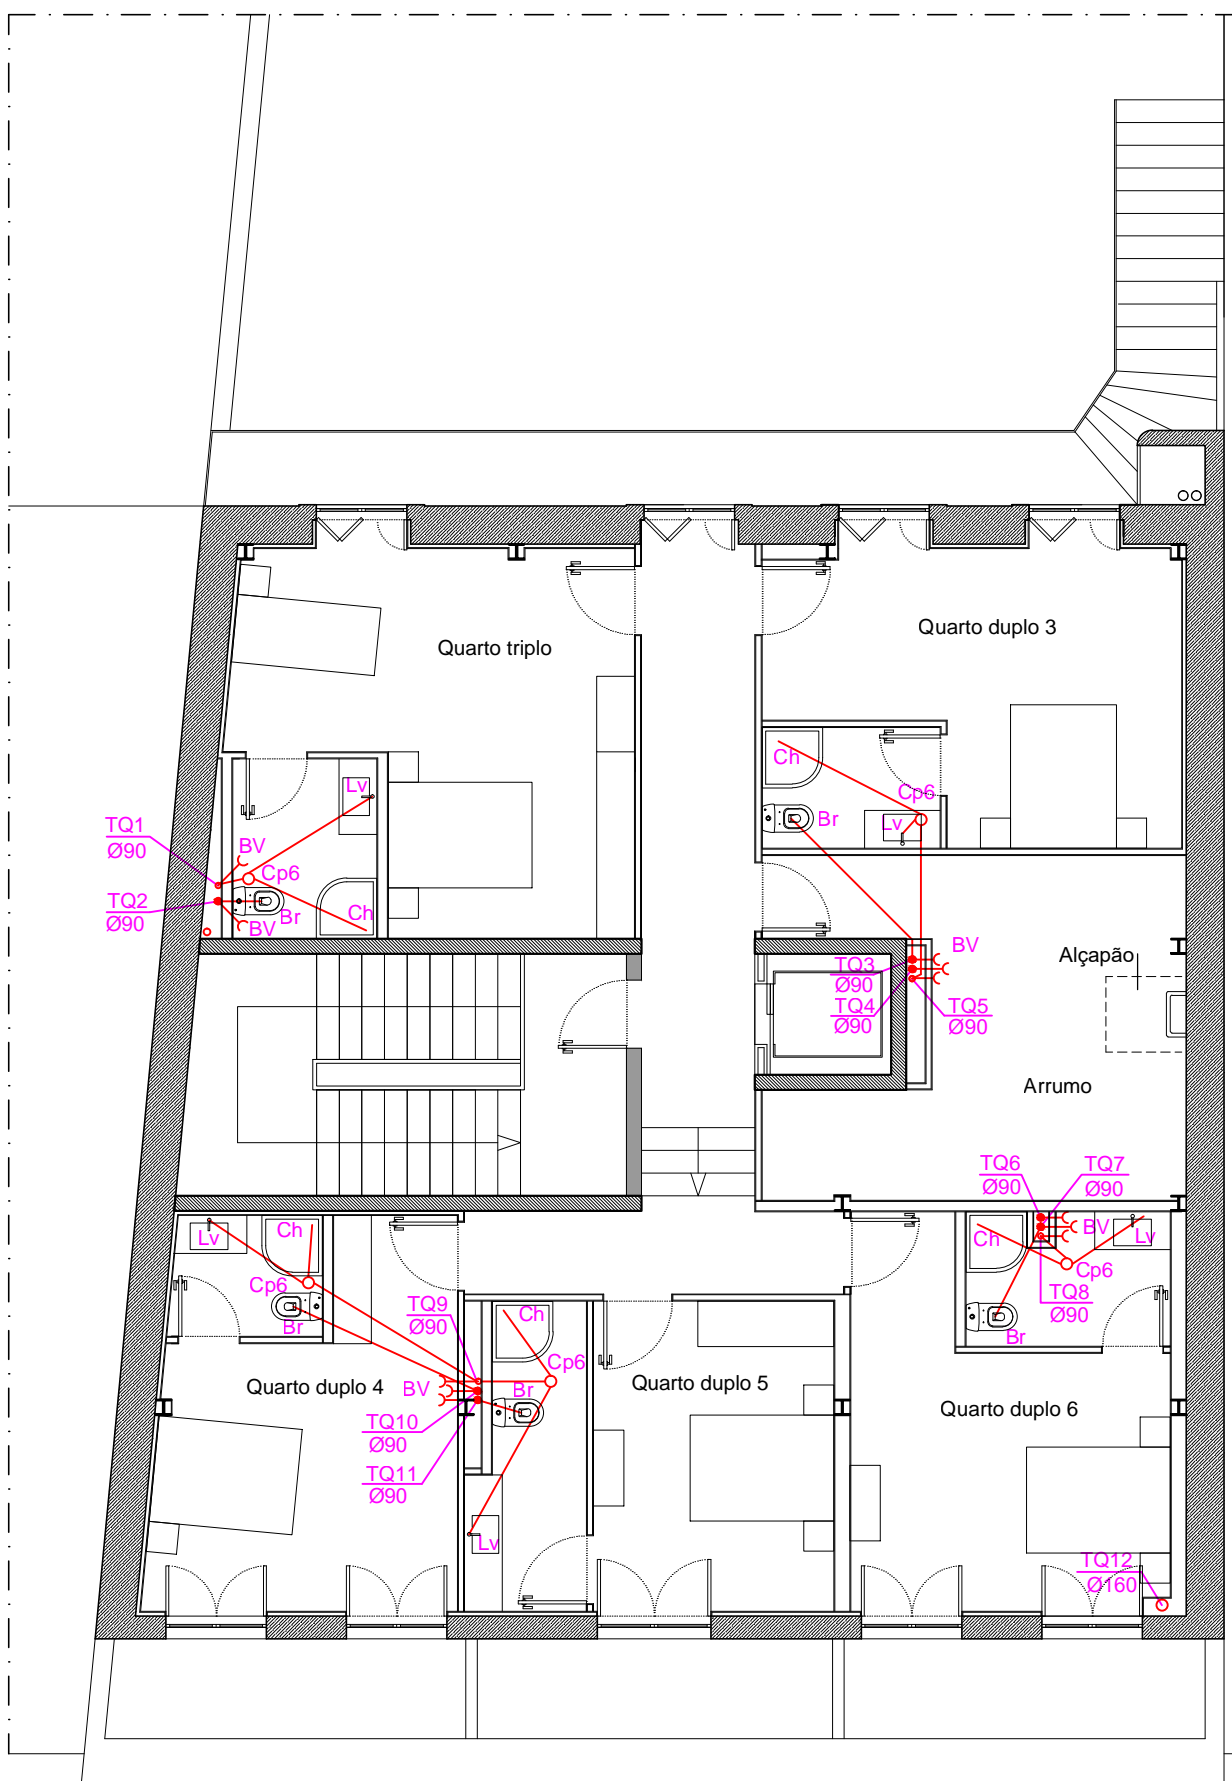 Quarto triplo
Quarto duplo 3
Ch
Cp6
Br
Lv
Lv
TQ1
Ø90
BV
Cp6
TQ2
Ø90
Br
Ch
BV
BV
Alçapão
TQ3
Ø90
TQ4
Ø90
TQ5
Ø90
Arrumo
TQ6
Ø90
TQ7
Ø90
BV
Lv
Ch
Cp6
TQ8
Ø90
Br
Lv
Ch
Cp6
Br
TQ9
Ø90
Ch
Cp6
Br
BV
Quarto duplo 4
Quarto duplo 5
Quarto duplo 6
TQ10
Ø90
TQ11
Ø90
Lv
TQ12
Ø160